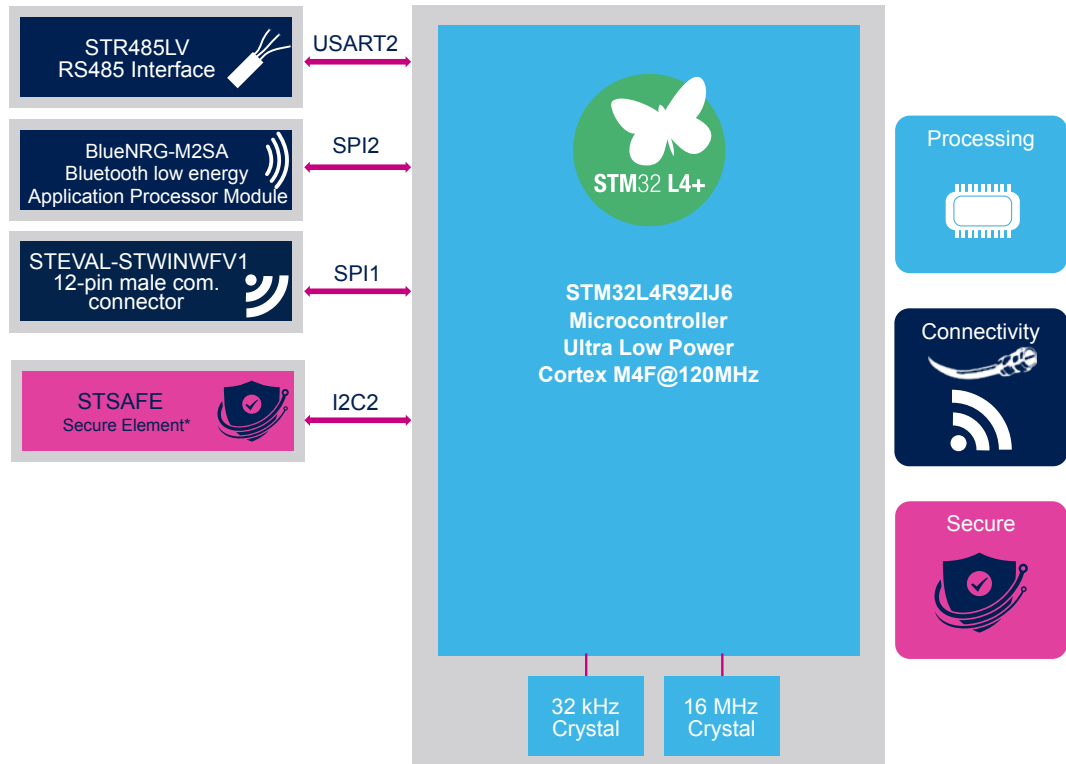 STR485LV
RS485 Interface
USART2
BlueNRG-M2SA
Bluetooth low energy
Application Processor Module
SPI2
STEVAL-STWINWFV1
12-pin male com.
connector
SPI1
STSAFE
Secure Element*
I2C2
STM32 L4+
STM32L4R9ZIJ6
Microcontroller
Ultra Low Power
Cortex M4F@120MHz
32 kHz
Crystal
16 MHz
Crystal
Processing
Connectivity
Secure